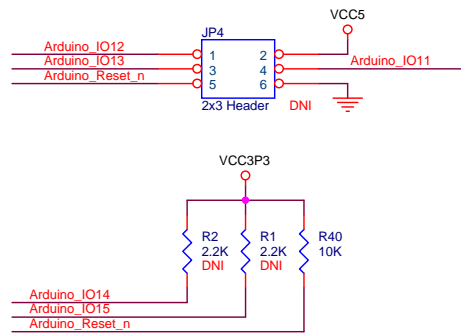 VCC5
JP4
Arduino_IO12
1
2
Arduino_IO13
3
4
Arduino_IO11
Arduino_Reset_n
5
6
2x3 Header
DNI
VCC3P3
R2
R1
R40
2.2K
2.2K
10K
DNI
DNI
Arduino_IO14
Arduino_IO15
Arduino_Reset_n